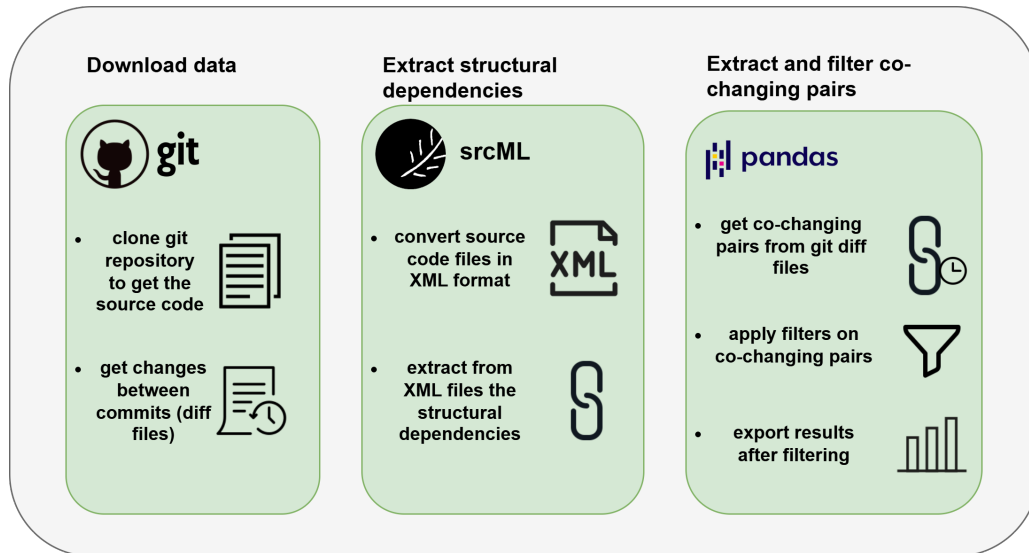 Download data
git
• clone git
repository
to get the
source code
• get changes
between
commits (diff
files)
Extract structural
dependencies
srcML
• convert source
code files in
XML format
XML
• extract from
XML files the
structural
dependencies
Extract and filter co-
changing pairs
pandas
• get co-changing
pairs from git diff
files
• apply filters on
co-changing pairs
• export results
after filtering